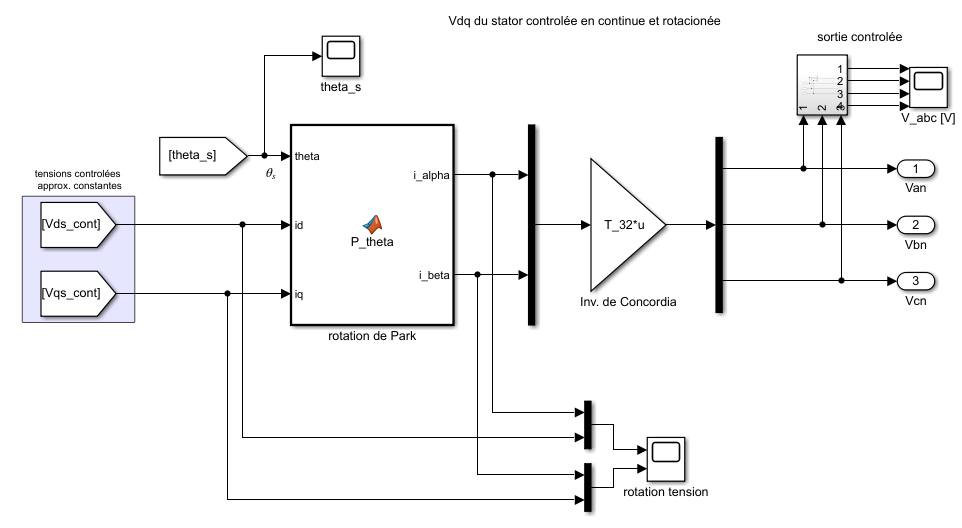 Vdq du stator controlée en continue et rotacionée
sortie controlée
theta_s
1
2
3
4
1
2
3
V_abc [V]
[theta_s]
θs
theta
id
iq
P_theta
i_alpha
i_beta
rotation de Park
tensions controlées
approx. constantes
[Vds_cont]
[Vqs_cont]
T_32*u
Inv. de Concordia
1
Van
2
Vbn
3
Vcn
rotation tension